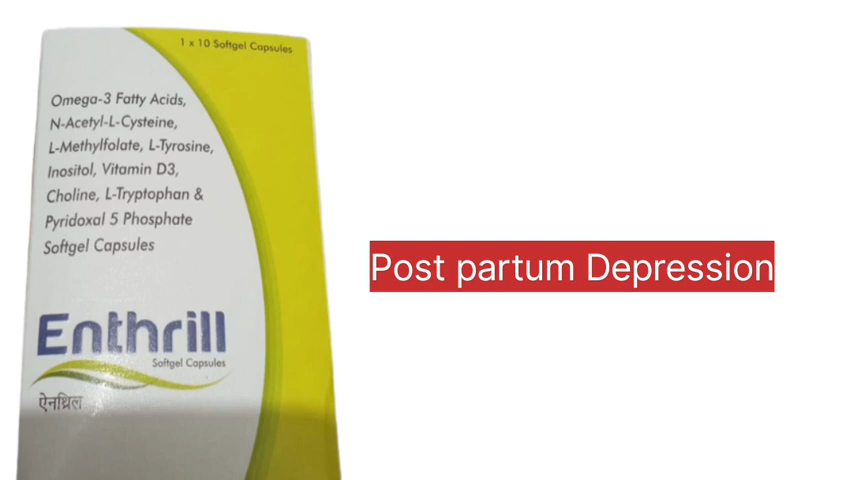 1 x 10 Softgel Capsules
Omega-3 Fatty Acids,
N-Acetyl-L-Cysteine,
L-Methylfolate, L-Tyrosine,
Inositol, Vitamin D3,
Choline, L-Tryptophan &
Pyridoxal 5 Phosphate
Softgel Capsules
Enthrill
Softgel Capsules
ऐनथ्रिल
Post partum Depression